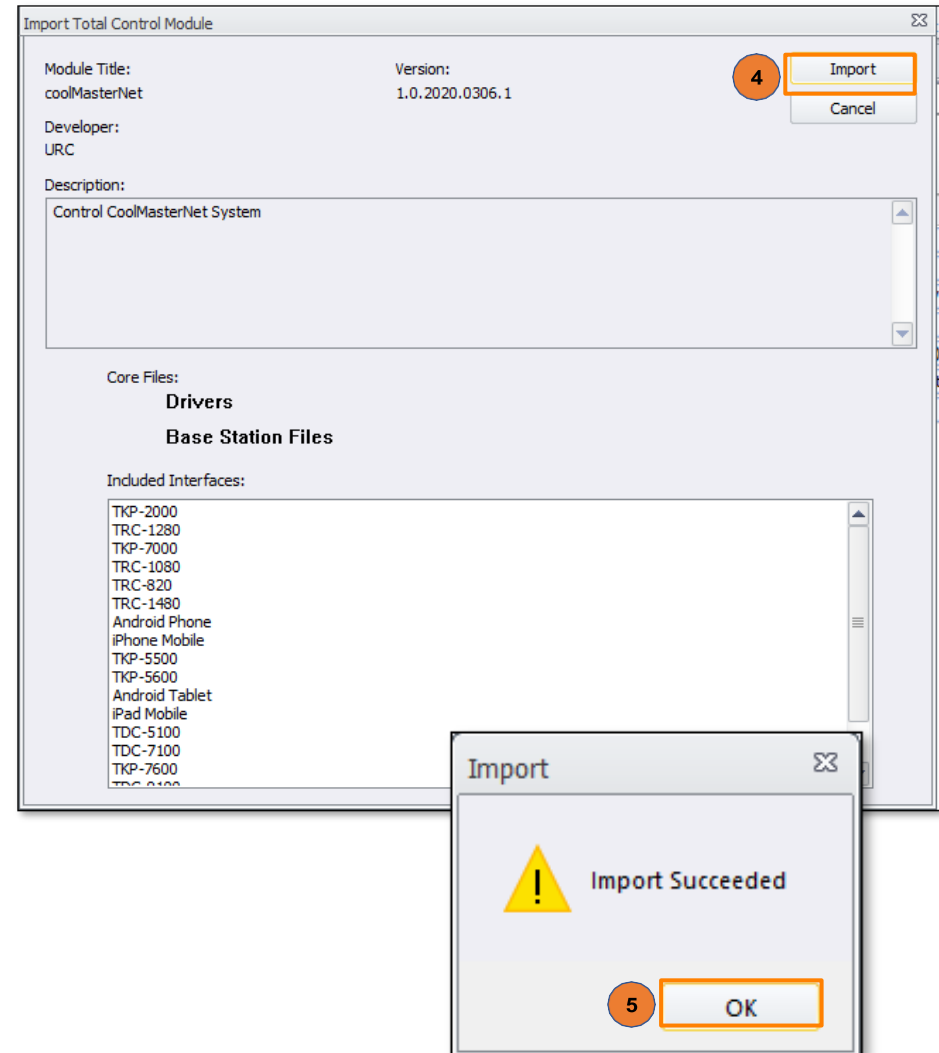 Import Total Control Module
Module Title:
coolMasterNet
Version:
1.0.2020.0306.1
4
Import
Cancel
Developer:
URC
Description:
Control CoolMasterNet System
Core Files:
Drivers
Base Station Files
Included Interfaces:
TKP-2000
TRC-1280
TKP-7000
TRC-1080
TRC-820
TRC-1480
Android Phone
iPhone Mobile
TKP-5500
TKP-5600
Android Tablet
iPad Mobile
TDC-5100
TDC-7100
TKP-7600
Import
Import Succeeded
5
OK